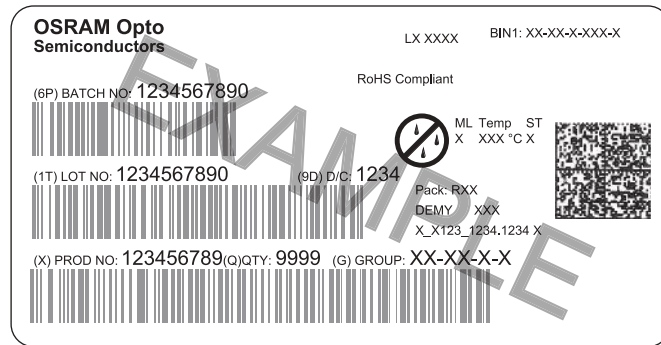 OSRAM Opto
Semiconductors
LX XXXX
BIN1: XX-XX-X-XXX-X
RoHS Compliant
(6P) BATCH NO: 1234567890
ML Temp ST
X XXX °C X
(1T) LOT NO: 1234567890 (9D) D/C: 1234
Pack: RXX
DEMY XXX
X_X123_1234.1234 X
(X) PROD NO: 123456789(Q)QTY: 9999 (G) GROUP: XX-XX-X-X
EXAMPLE